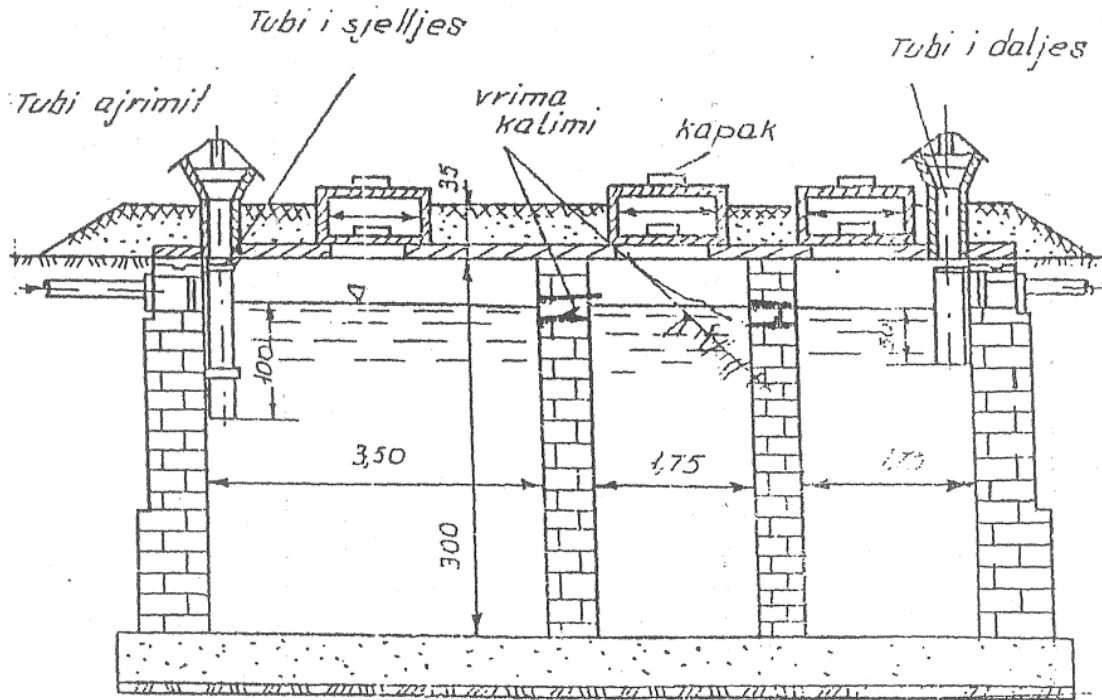 Tubi i sjelljes
Tubi i daljes
Tubi ajrimit
vrima
kalimi
kapak
35
100
3,50
1,75
300